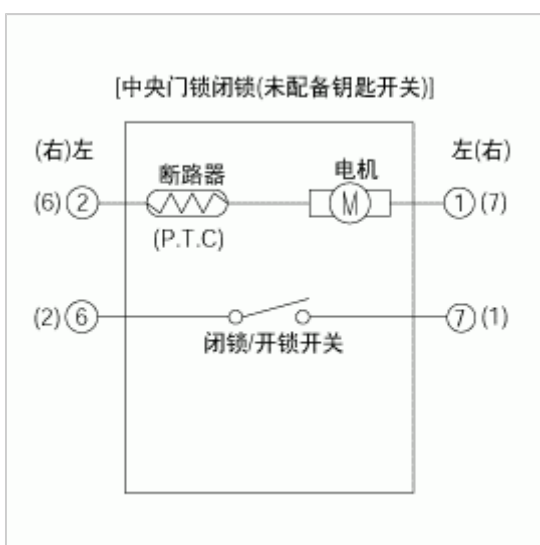 [中央门锁闭锁(未配备钥匙开关)]
(右)左 左(右)
断路器 电机
(6) 2 M 1 (7)
(P.T.C)
(2) 6 7 (1)
闭锁/开锁开关